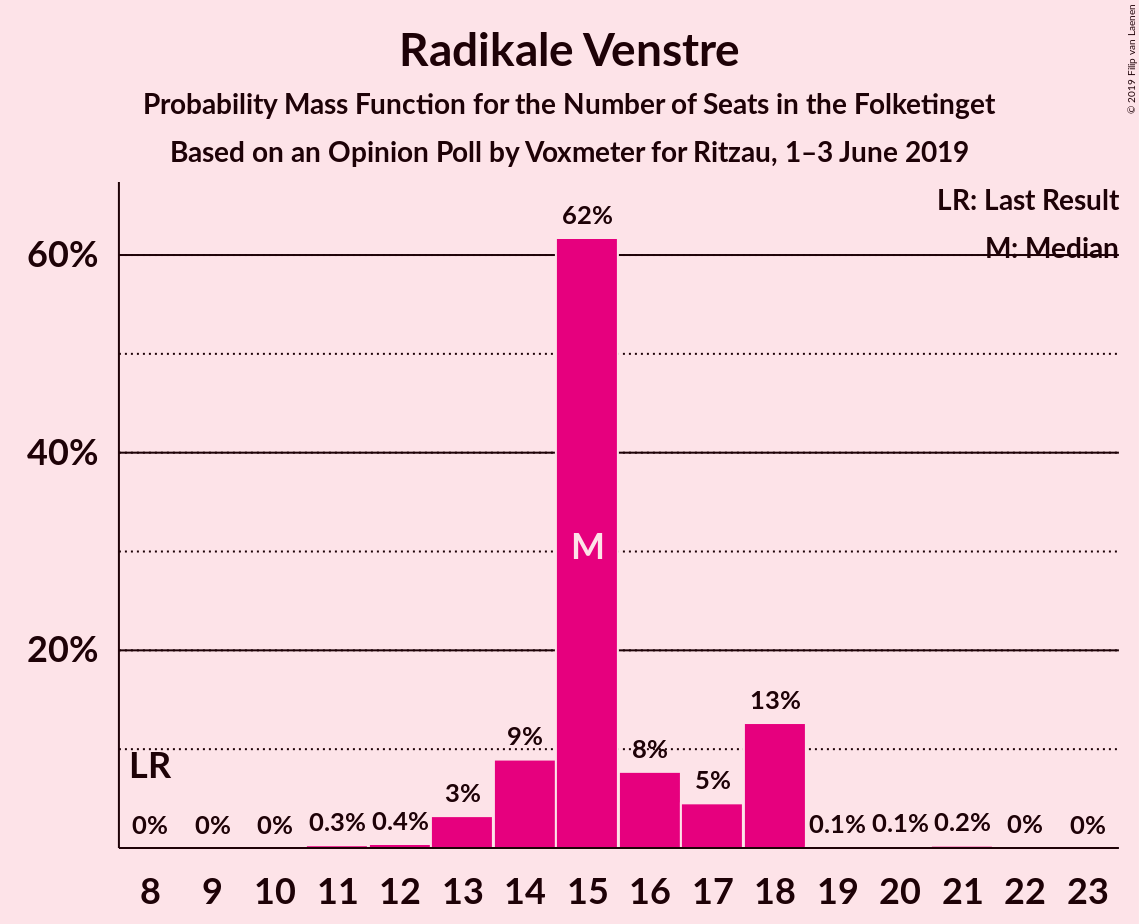 Radikale Venstre
Probability Mass Function for the Number of Seats in the Folketinget
Based on an Opinion Poll by Voxmeter for Ritzau, 1–3 June 2019
© 2019 Filip van Laenen
LR: Last Result
M: Median
60%
40%
20%
62%
M
LR
0% 0% 0% 0.3% 0.4% 3% 9% 8% 5% 13% 0.1% 0.1% 0.2% 0% 0%
8 9 10 11 12 13 14 15 16 17 18 19 20 21 22 23